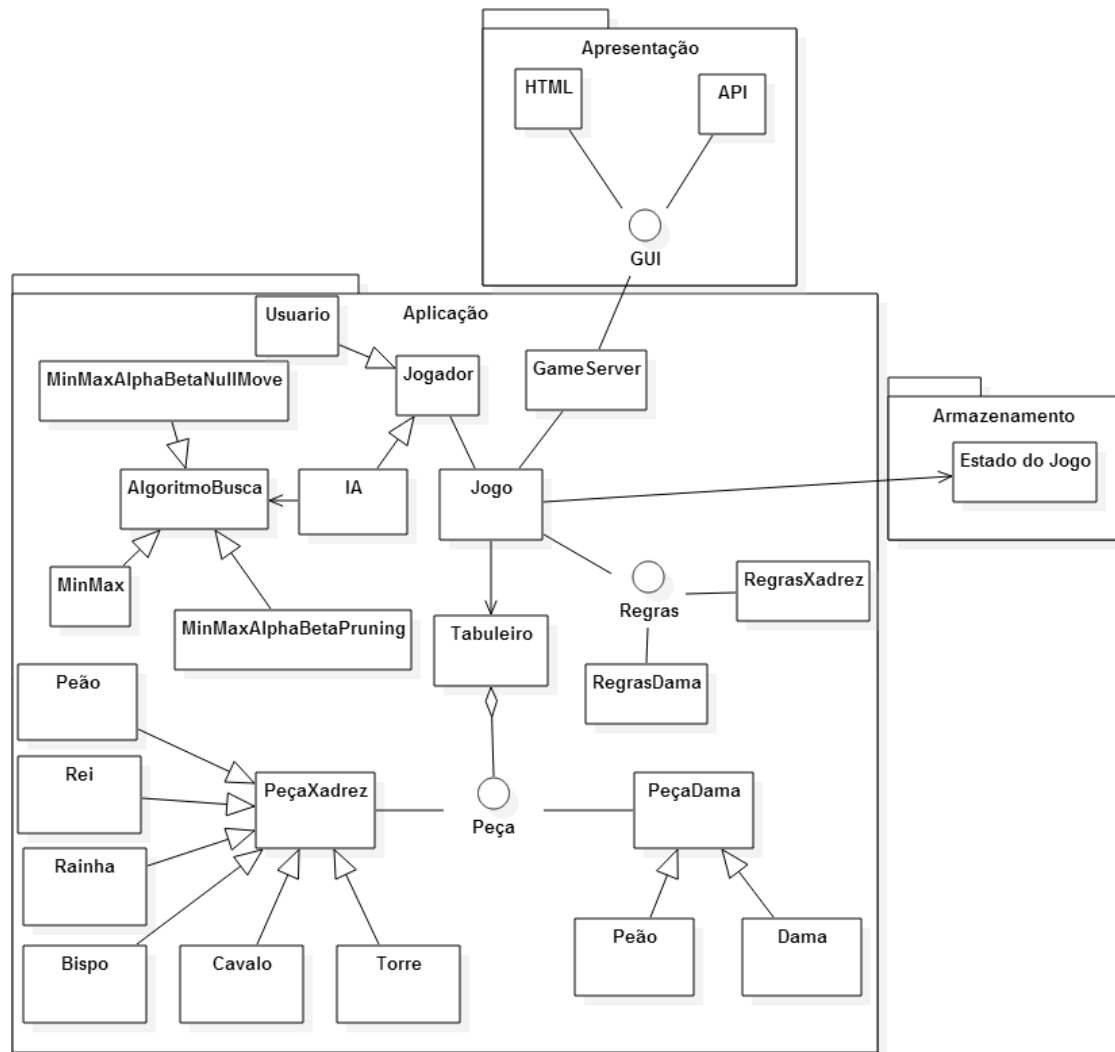 Apresentação
HTML
API
GUI
Aplicação
Usuario
Jogador
GameServer
MinMaxAlphaBetaNullMove
Armazenamento
Estado do Jogo
AlgoritmoBusca
IA
Jogo
MinMax
RegrasXadrez
Regras
MinMaxAlphaBetaPruning
Tabuleiro
RegrasDama
Peão
Rei
PeçaXadrez
Peça
PeçaDama
Rainha
Bispo
Cavalo
Torre
Peão
Dama